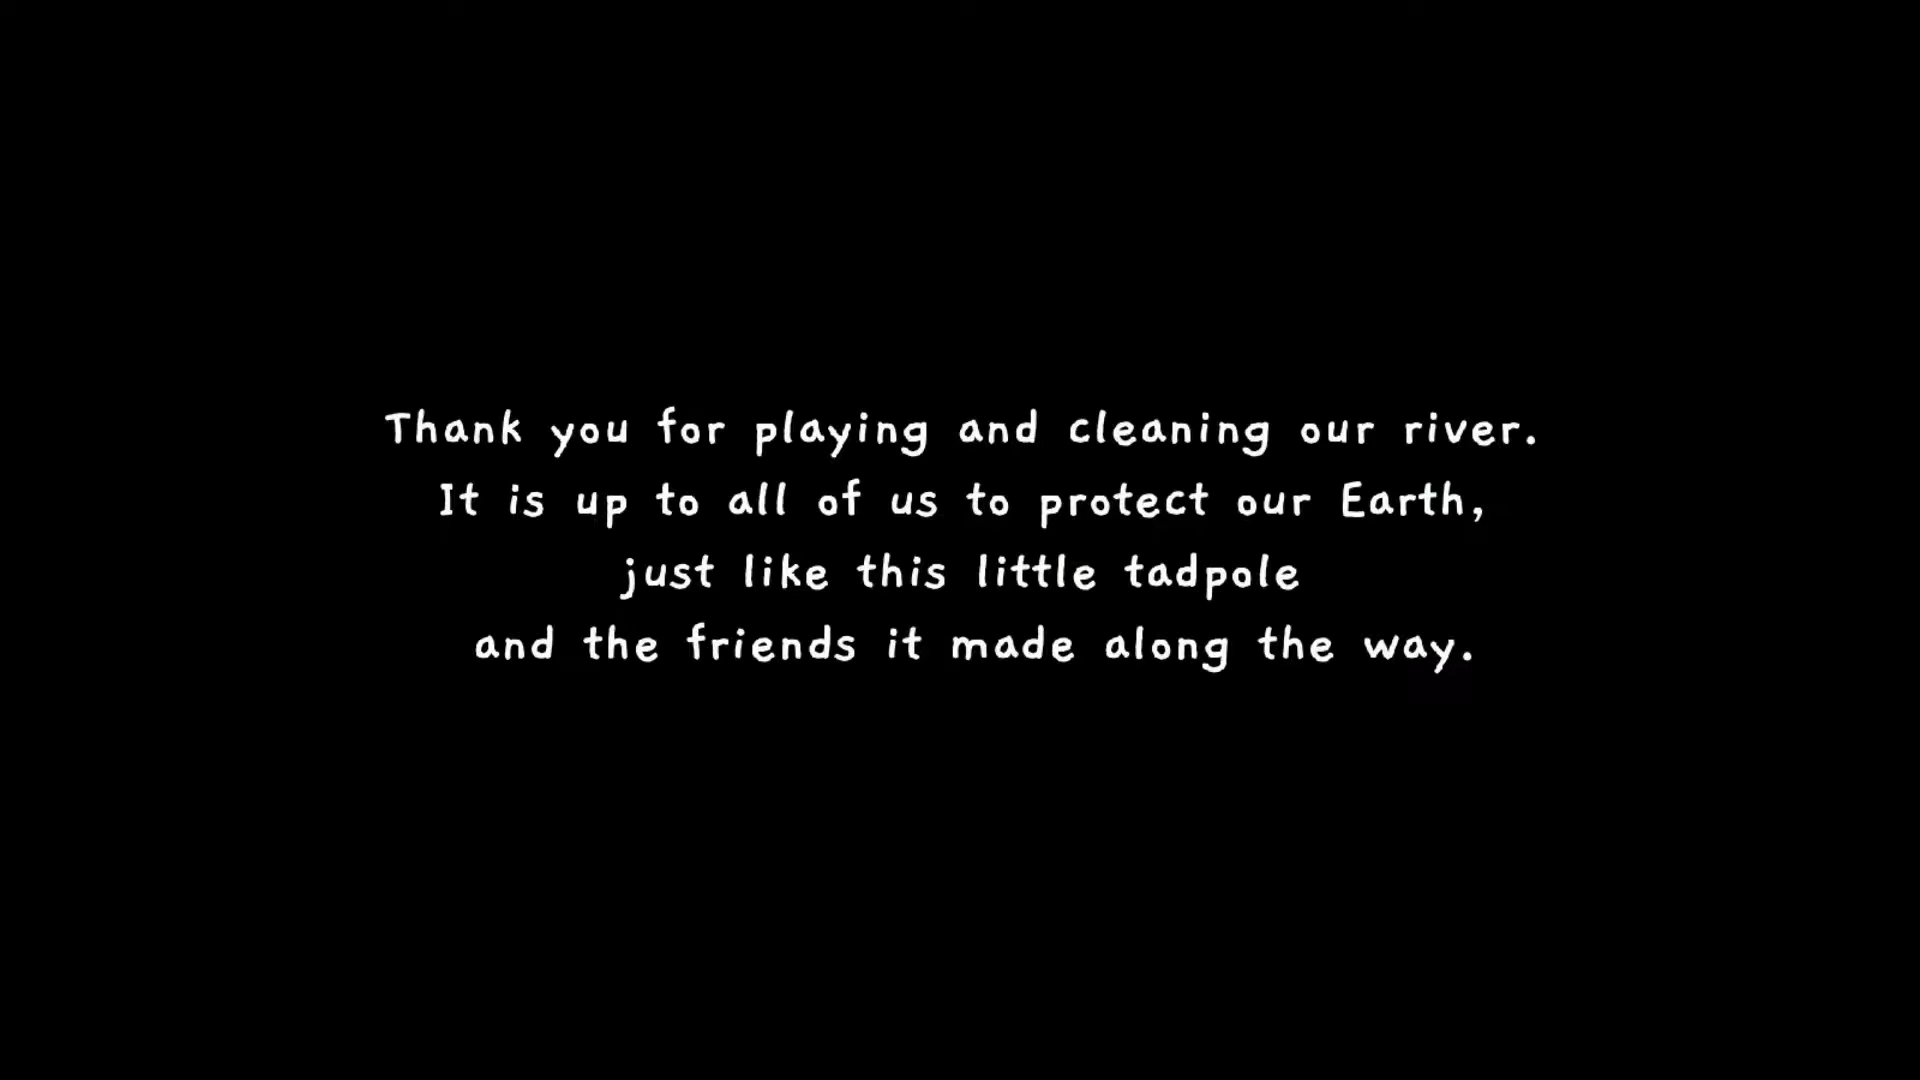 Thank you for playing and cleaning our river.
It is up to all of us to protect our Earth,
just like this little tadpole
and the friends it made along the way.